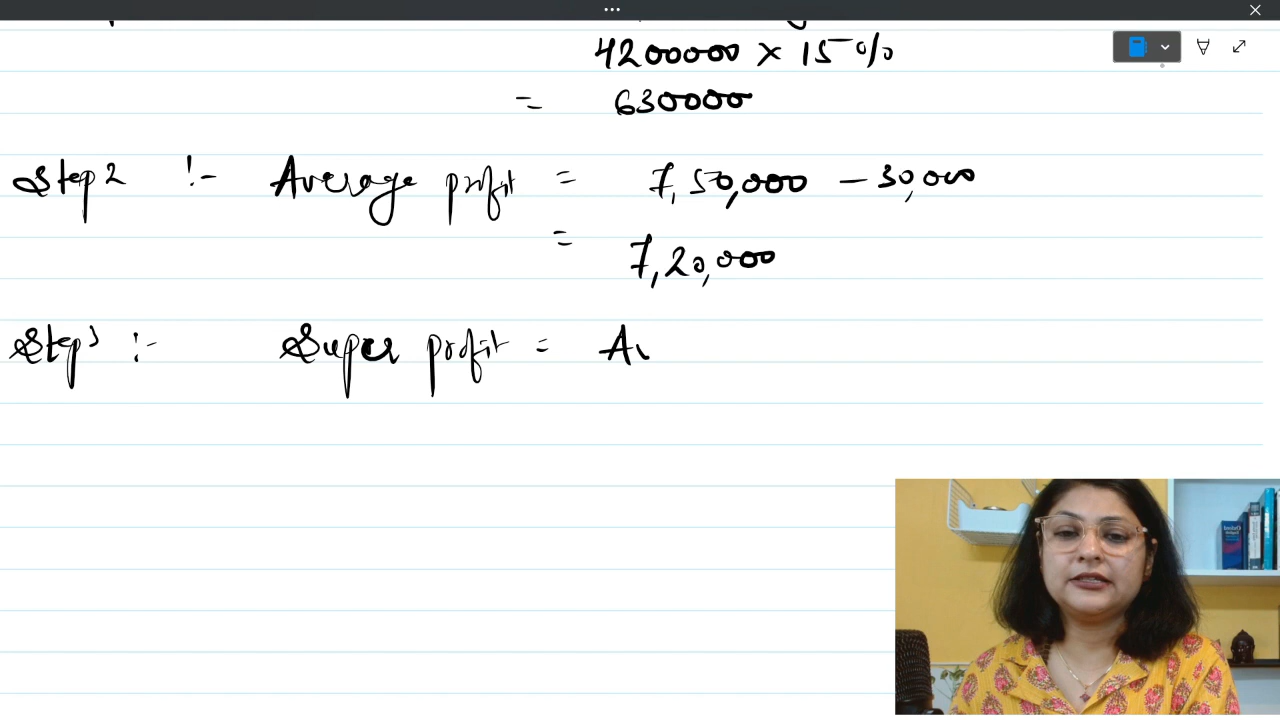 4200000 × 15%
= 630000
Step 2 :- Average profit = 7,50,000 – 30,000
= 7,20,000
Step 3 :- Super profit = Av